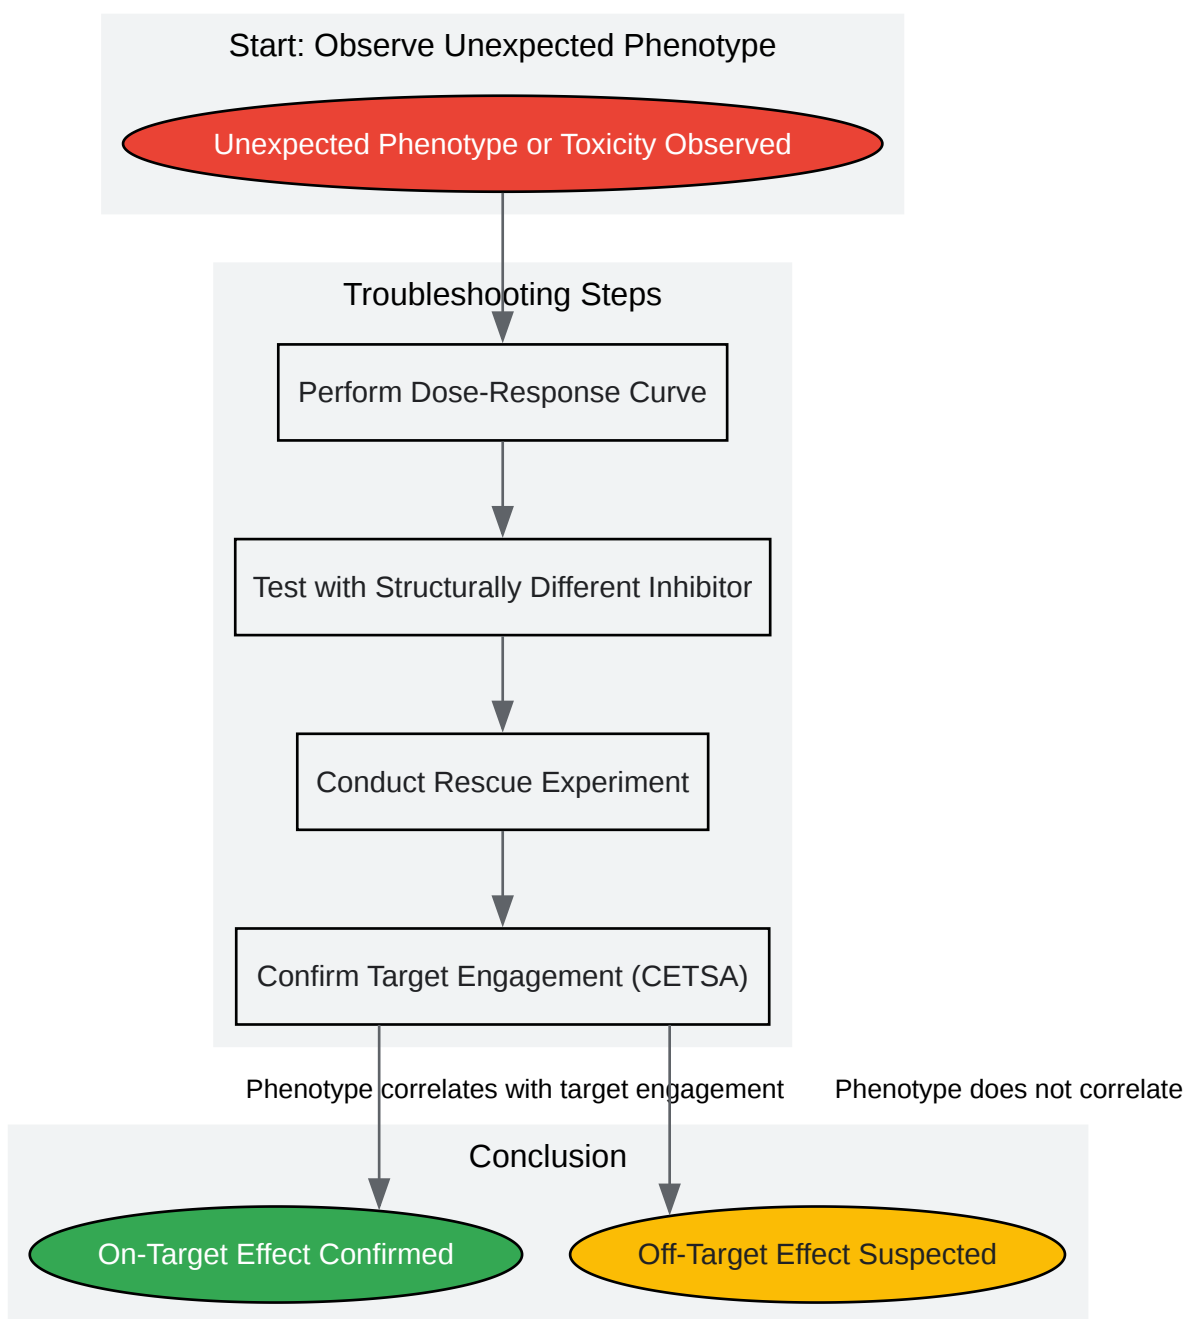 Start: Observe Unexpected Phenotype
Unexpected Phenotype or Toxicity Observed
Troubleshooting Steps
Perform Dose-Response Curve
Test with Structurally Different Inhibitor
Conduct Rescue Experiment
Confirm Target Engagement (CETSA)
Phenotype correlates with target engagement
Phenotype does not correlate
Conclusion
On-Target Effect Confirmed
Off-Target Effect Suspected